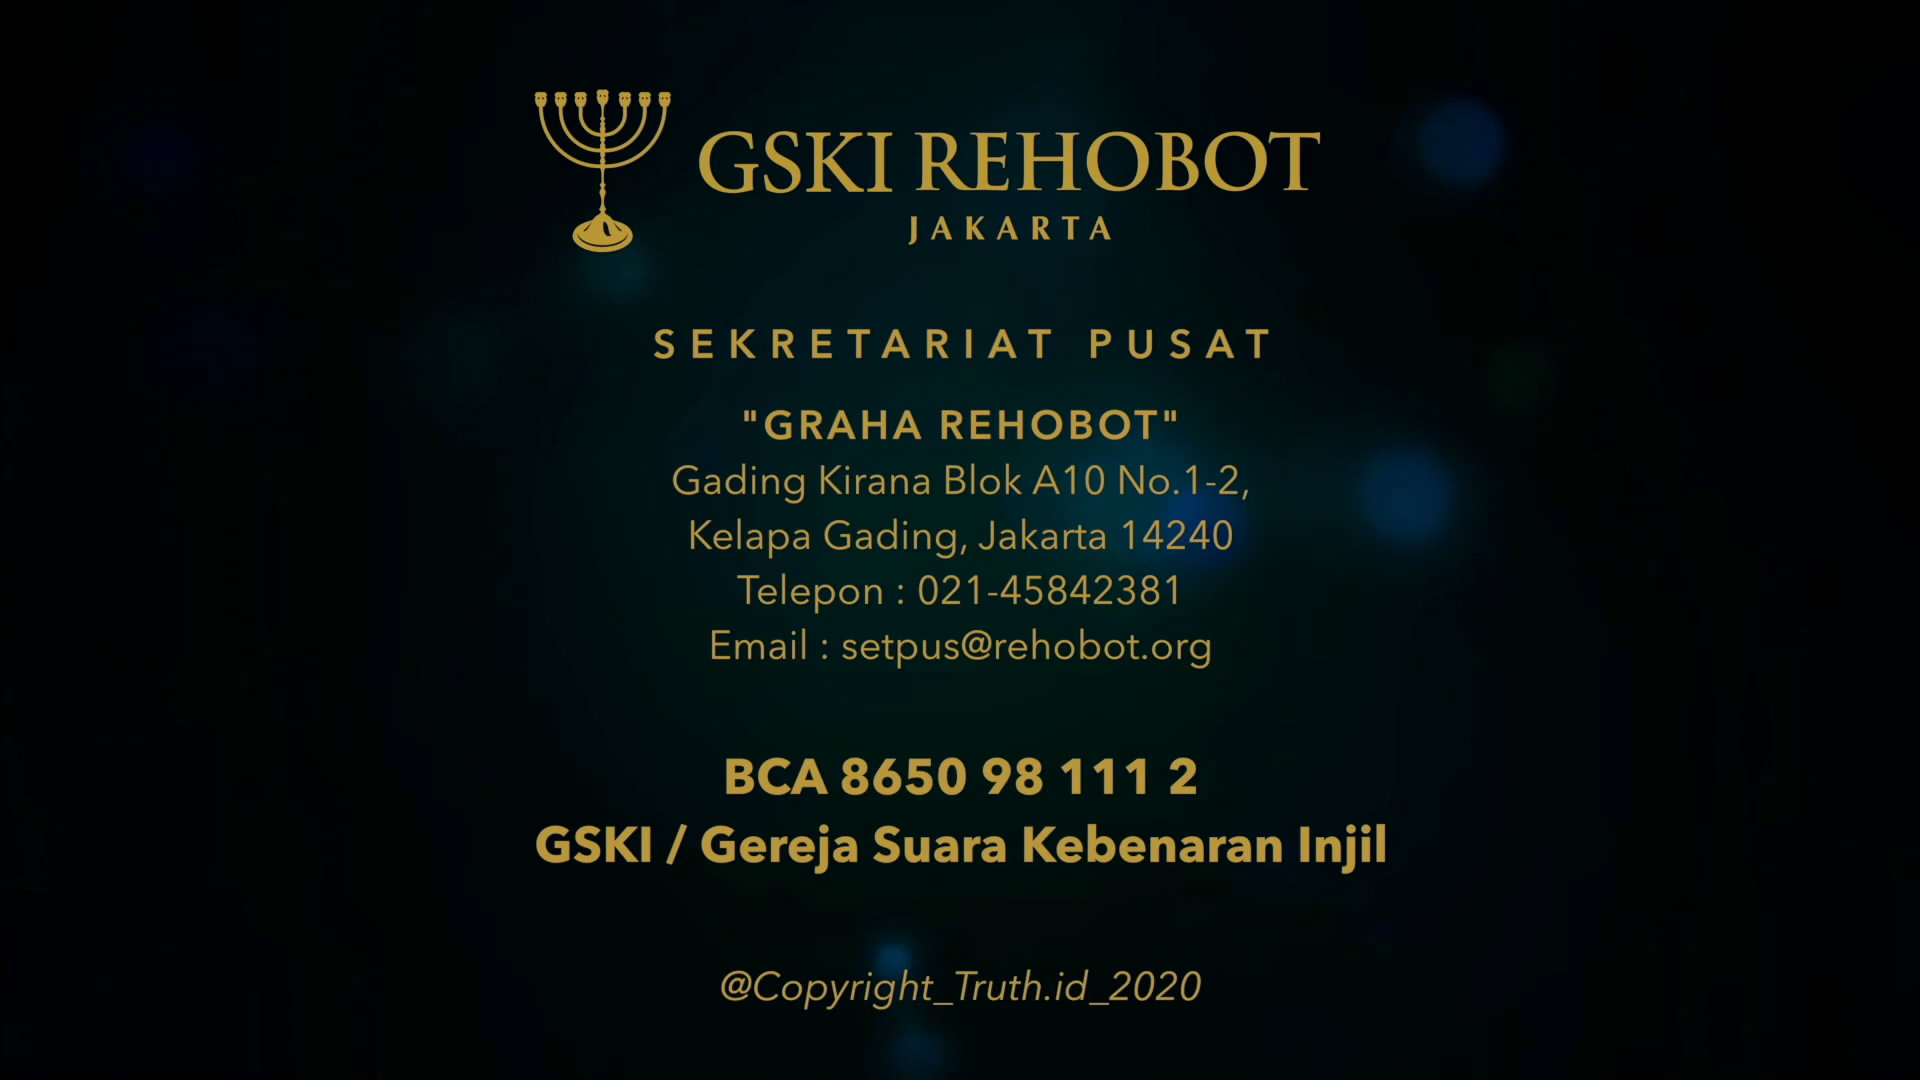 GSKI REHOBOT
JAKARTA
SEKRETARIAT PUSAT
"GRAHA REHOBOT"
Gading Kirana Blok A10 No.1-2,
Kelapa Gading, Jakarta 14240
Telepon : 021-45842381
Email : setpus@rehobot.org
BCA 8650 98 111 2
GSKI / Gereja Suara Kebenaran Injil
@Copyright_Truth.id_2020